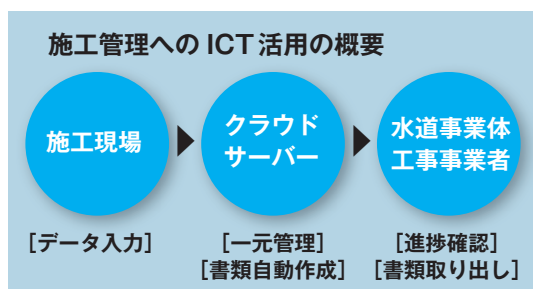 施工管理への ICT 活用の概要
施工現場
クラウド
サーバー
水道事業体
工事事業者
［データ入力］
［一元管理］
［書類自動作成］
［進捗確認］
［書類取り出し］